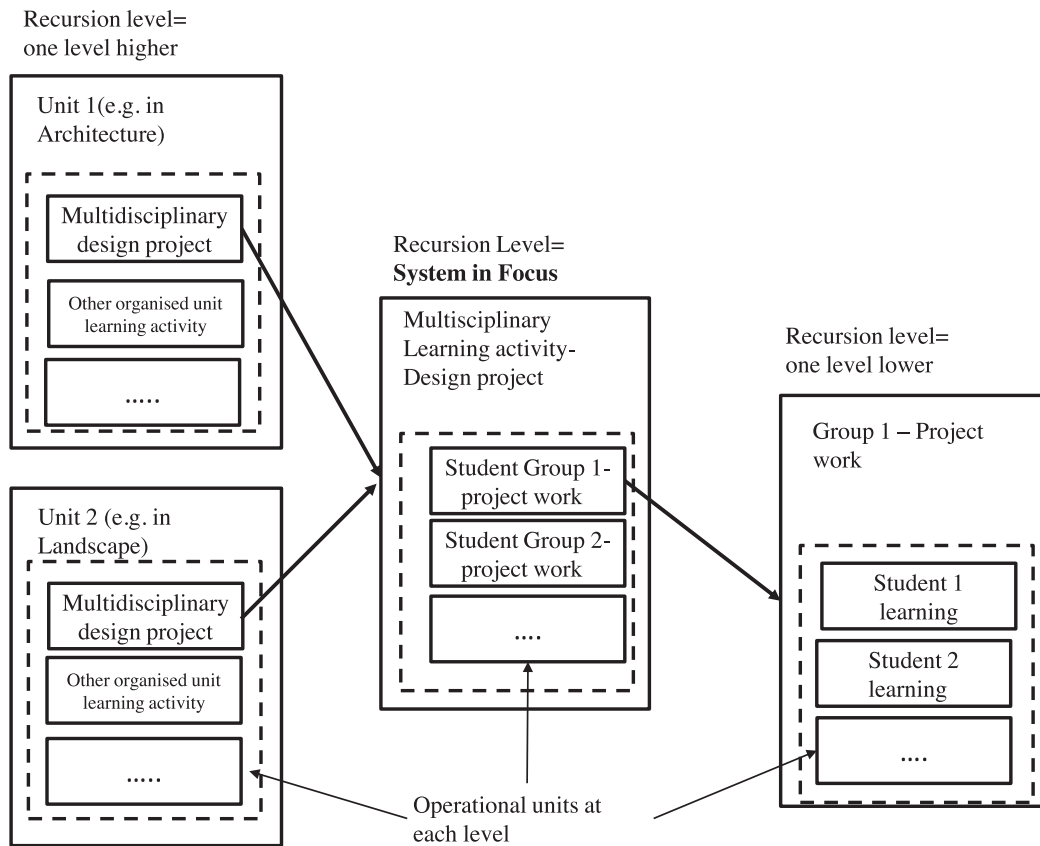 Recursion level=
one level higher
Unit 1(e.g. in
Architecture)
Multidisciplinary
design project
Other organised unit
learning activity
…..
Unit 2 (e.g. in
Landscape)
Multidisciplinary
design project
Other organised unit
learning activity
…..
Recursion Level=
System in Focus
Multisciplinary
Learning activity-
Design project
Student Group 1-
project work
Student Group 2-
project work
….
Operational units at
each level
Recursion level=
one level lower
Group 1 – Project
work
Student 1
learning
Student 2
learning
….